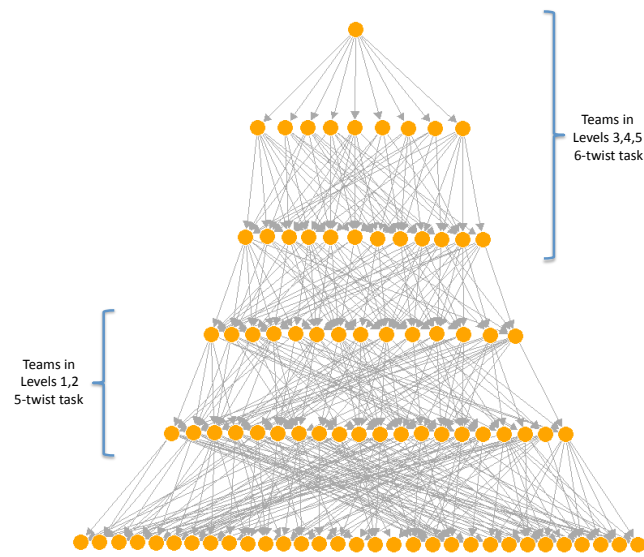 Teams in
Levels 3,4,5
6-twist task
Teams in
Levels 1,2
5-twist task